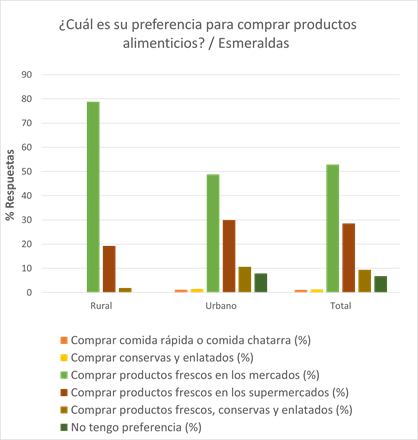 ¿Cuál es su preferencia para comprar productos
alimenticios? / Esmeraldas
% Respuestas
90
80
70
60
50
40
30
20
10
0
Rural Urbano Total
Comprar comida rápida o comida chatarra (%)
Comprar conservas y enlatados (%)
Comprar productos frescos en los mercados (%)
Comprar productos frescos en los supermercados (%)
Comprar productos frescos, conservas y enlatados (%)
No tengo preferencia (%)